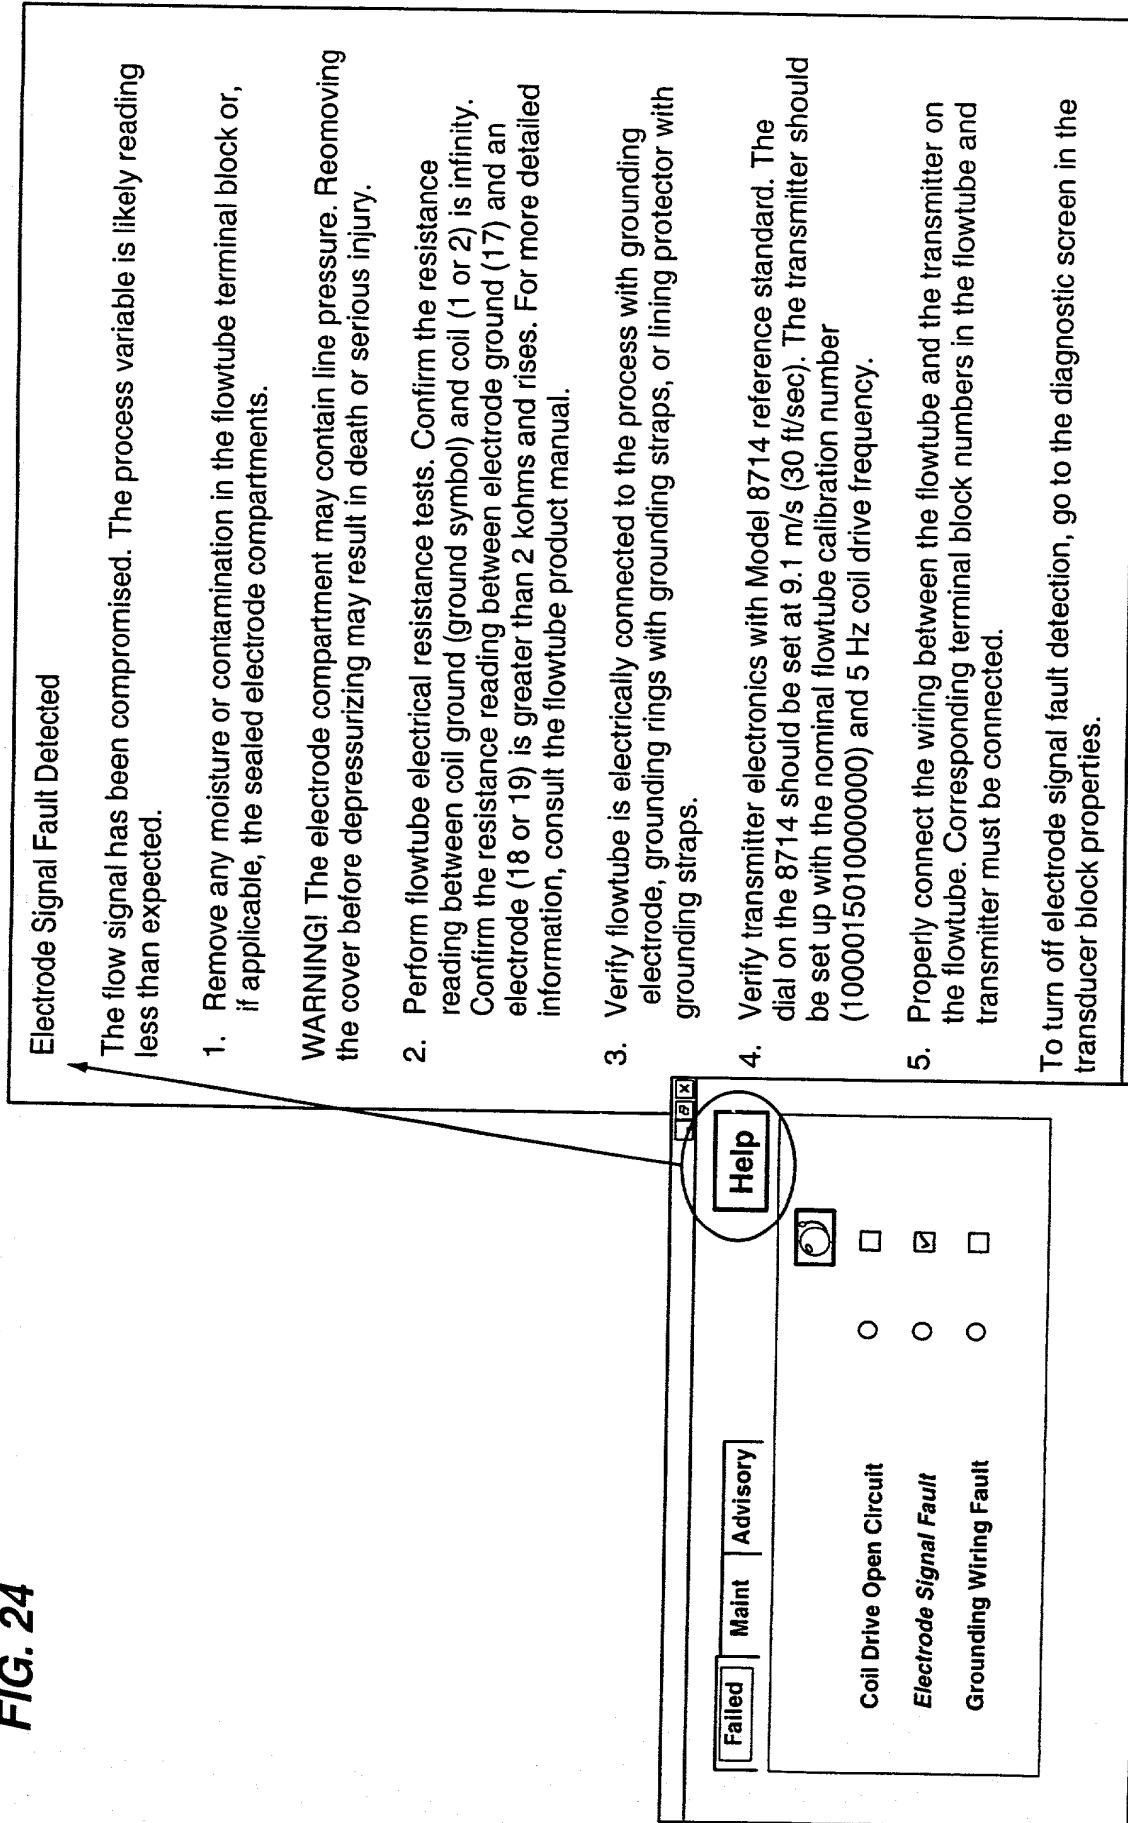 FIG. 24
Electrode Signal Fault Detected
The flow signal has been compromised. The process variable is likely reading
less than expected.
1. Remove any moisture or contamination in the flowtube terminal block or,
if applicable, the sealed electrode compartments.
WARNING! The electrode compartment may contain line pressure. Reomoving
the cover before depressurizing may result in death or serious injury.
2. Perform flowtube electrical resistance tests. Confirm the resistance
reading between coil ground (ground symbol) and coil (1 or 2) is infinity.
Confirm the resistance reading between electrode ground (17) and an
electrode (18 or 19) is greater than 2 kohms and rises. For more detailed
information, consult the flowtube product manual.
3. Verify flowtube is electrically connected to the process with grounding
electrode, grounding rings with grounding straps, or lining protector with
grounding straps.
4. Verify transmitter electronics with Model 8714 reference standard. The
dial on the 8714 should be set at 9.1 m/s (30 ft/sec). The transmitter should
be set up with the nominal flowtube calibration number
(1000015010000000) and 5 Hz coil drive frequency.
5. Properly connect the wiring between the flowtube and the transmitter on
the flowtube. Corresponding terminal block numbers in the flowtube and
transmitter must be connected.
To turn off electrode signal fault detection, go to the diagnostic screen in the
transducer block properties.
Failed Maint Advisory Help
Coil Drive Open Circuit
Electrode Signal Fault
Grounding Wiring Fault